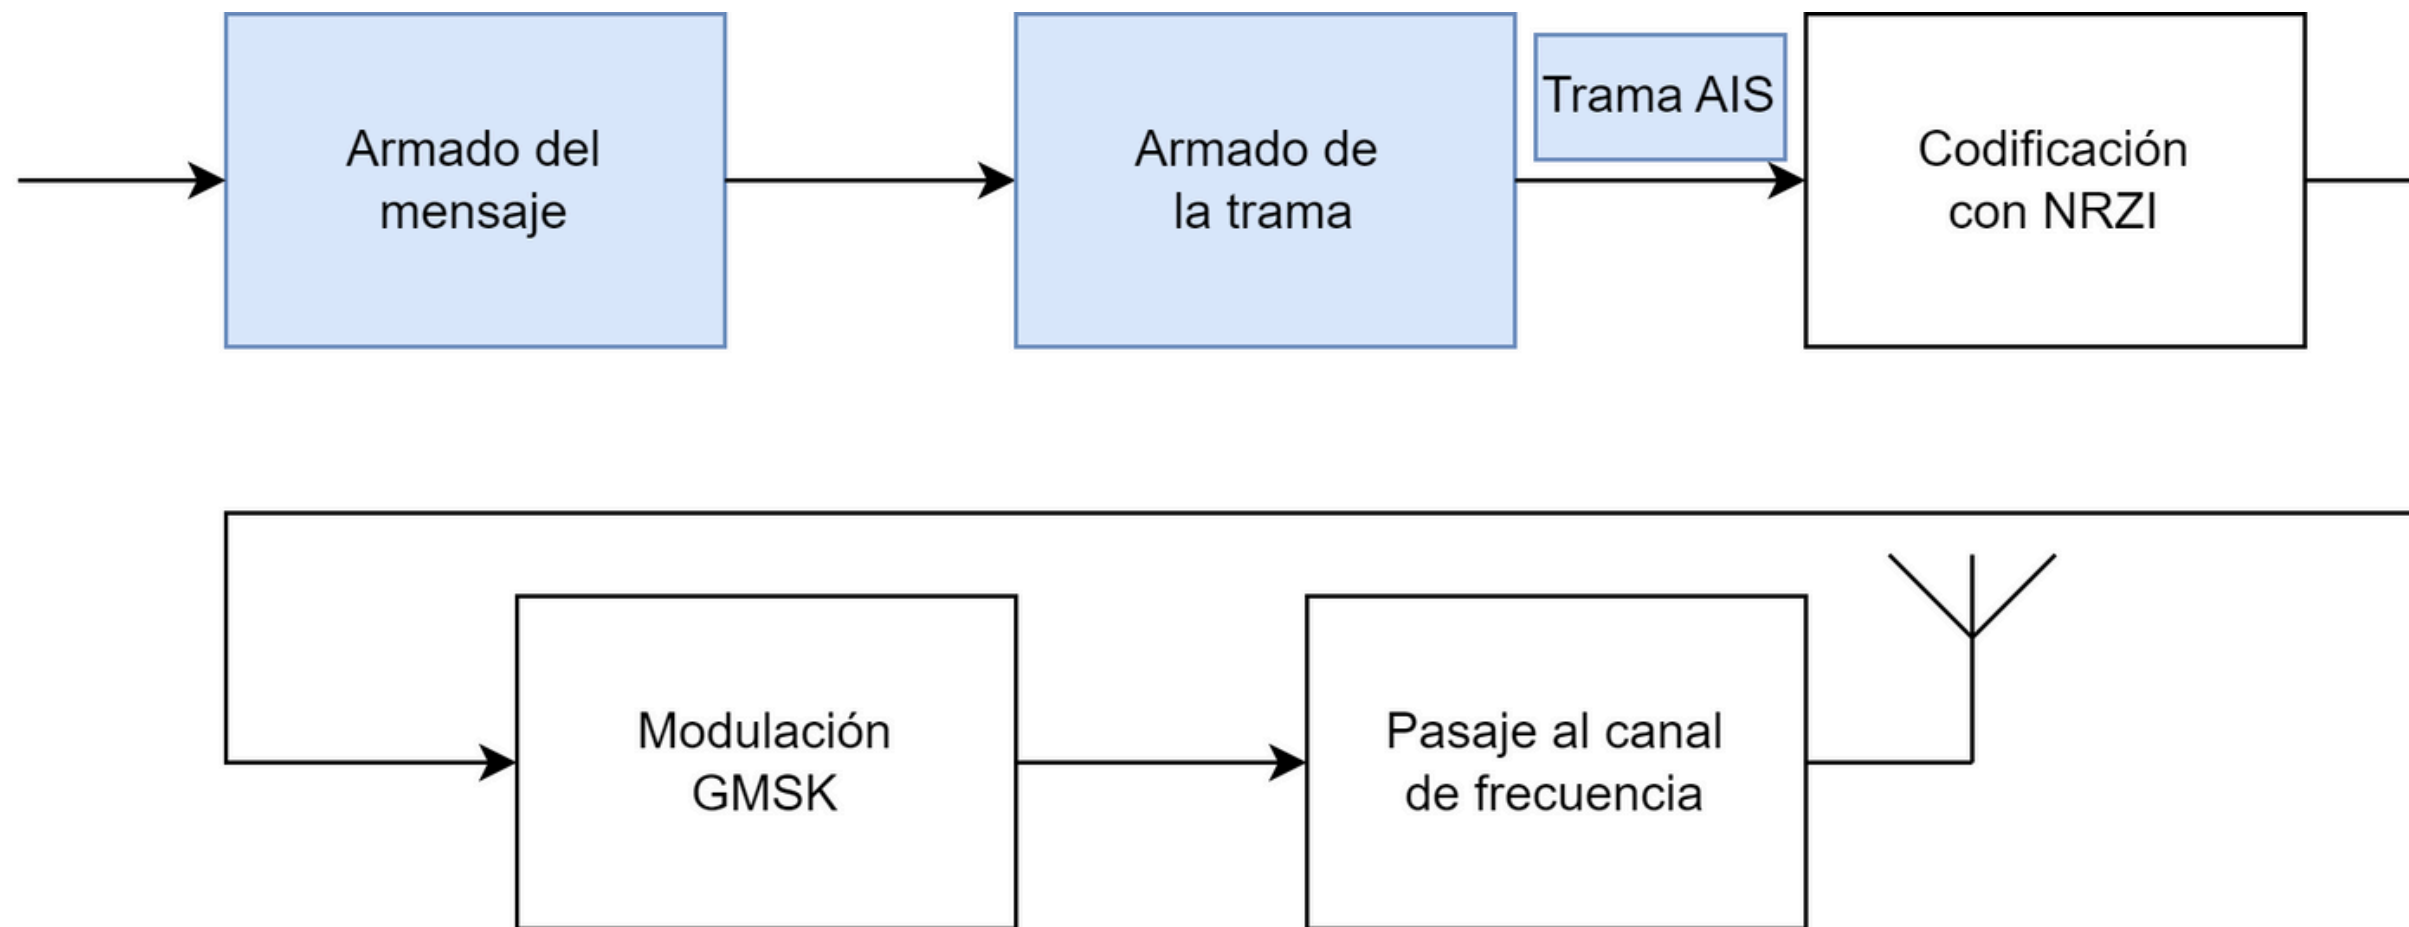 Armado del
mensaje
Armado de
la trama
Trama AIS
Codificación
con NRZI
Modulación
GMSK
Pasaje al canal
de frecuencia